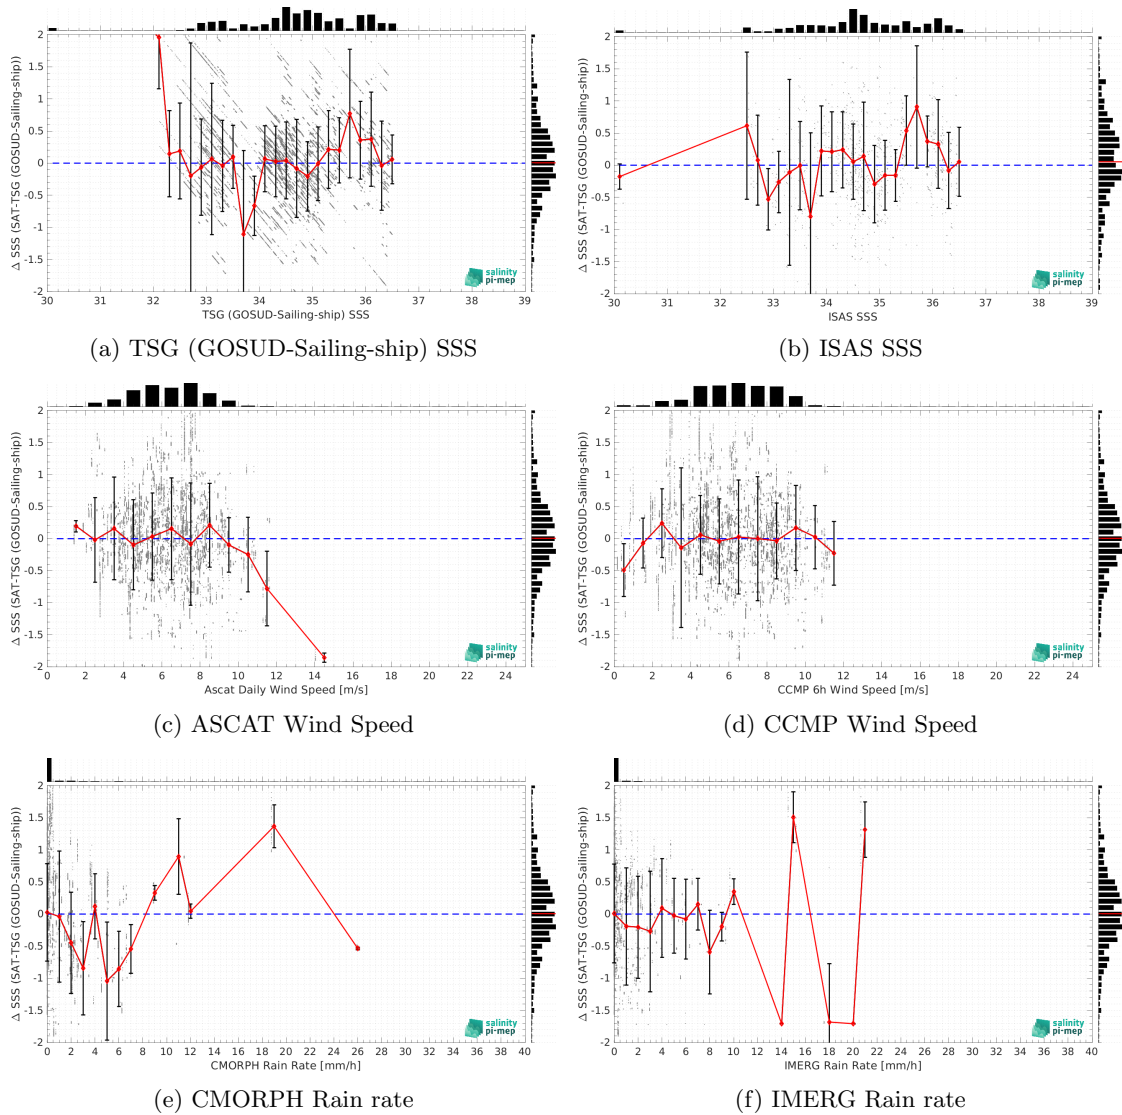 Δ SSS (SAT-TSG (GOSUD-Sailing-ship))
2
1.5
1
0.5
0
-0.5
-1
-1.5
-2
30 31 32 33 34 35 36 37 38 39
TSG (GOSUD-Sailing-ship) SSS
salinity
pi-mep
(a) TSG (GOSUD-Sailing-ship) SSS
Δ SSS (SAT-TSG (GOSUD-Sailing-ship))
2
1.5
1
0.5
0
-0.5
-1
-1.5
-2
30 31 32 33 34 35 36 37 38 39
ISAS SSS
salinity
pi-mep
(b) ISAS SSS
Δ SSS (SAT-TSG (GOSUD-Sailing-ship))
2
1.5
1
0.5
0
-0.5
-1
-1.5
-2
0 2 4 6 8 10 12 14 16 18 20 22 24
Ascat Daily Wind Speed [m/s]
salinity
pi-mep
(c) ASCAT Wind Speed
Δ SSS (SAT-TSG (GOSUD-Sailing-ship))
2
1.5
1
0.5
0
-0.5
-1
-1.5
-2
0 2 4 6 8 10 12 14 16 18 20 22 24
CCMP 6h Wind Speed [m/s]
salinity
pi-mep
(d) CCMP Wind Speed
Δ SSS (SAT-TSG (GOSUD-Sailing-ship))
2
1.5
1
0.5
0
-0.5
-1
-1.5
-2
0 2 4 6 8 10 12 14 16 18 20 22 24 26 28 30 32 34 36 38 40
CMORPH Rain Rate [mm/h]
salinity
pi-mep
(e) CMORPH Rain rate
Δ SSS (SAT-TSG (GOSUD-Sailing-ship))
2
1.5
1
0.5
0
-0.5
-1
-1.5
-2
0 2 4 6 8 10 12 14 16 18 20 22 24 26 28 30 32 34 36 38 40
IMERG Rain Rate [mm/h]
salinity
pi-mep
(f) IMERG Rain rate